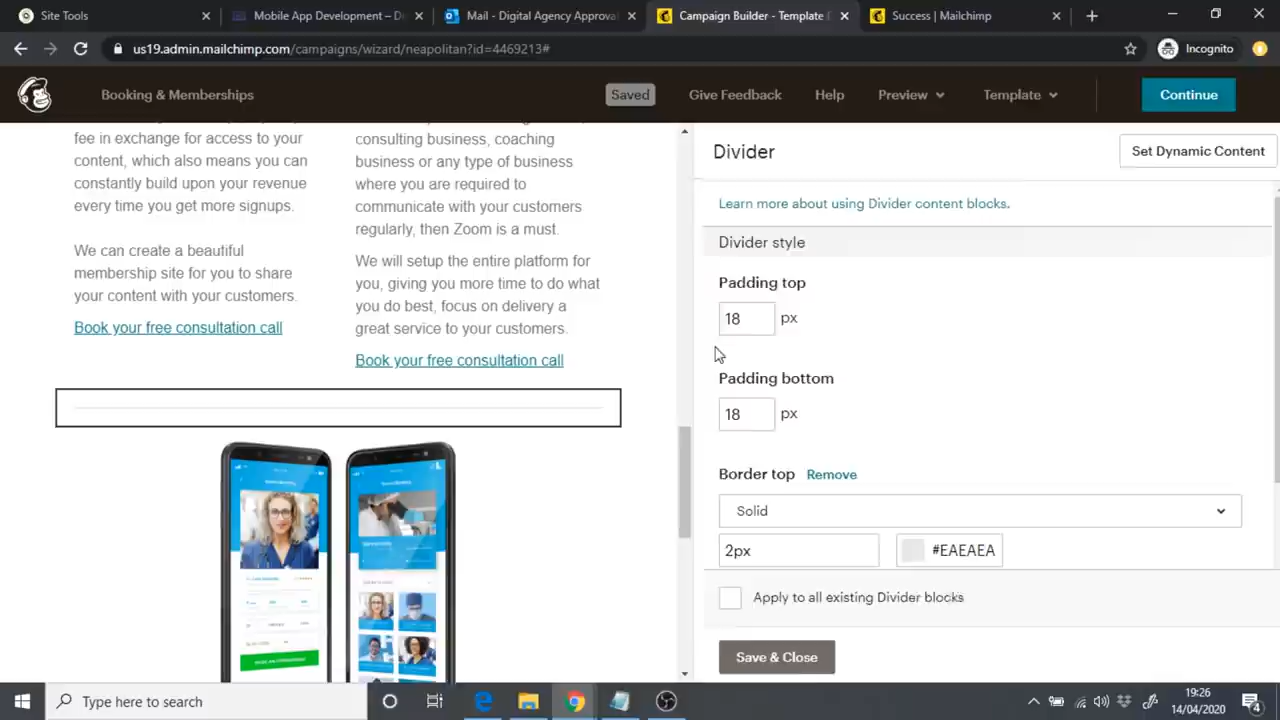 Site Tools
Mobile App Development – Di
Mail - Digital Agency Approval
Campaign Builder - Template D
Success | Mailchimp
us19.admin.mailchimp.com/campaigns/wizard/neapolitan?id=4469213#
Incognito
Booking & Memberships
Saved
Give Feedback
Help
Preview
Template
Continue
fee in exchange for access to your
content, which also means you can
constantly build upon your revenue
every time you get more signups.
We can create a beautiful
membership site for you to share
your content with your customers.
Book your free consultation call
consulting business, coaching
business or any type of business
where you are required to
communicate with your customers
regularly, then Zoom is a must.
We will setup the entire platform for
you, giving you more time to do what
you do best, focus on delivery a
great service to your customers.
Book your free consultation call
Divider
Set Dynamic Content
Learn more about using Divider content blocks.
Divider style
Padding top
18 px
Padding bottom
18 px
Border top Remove
Solid
2px
#EAEAEA
Apply to all existing Divider blocks
Save & Close
Type here to search
19:26
14/04/2020
4